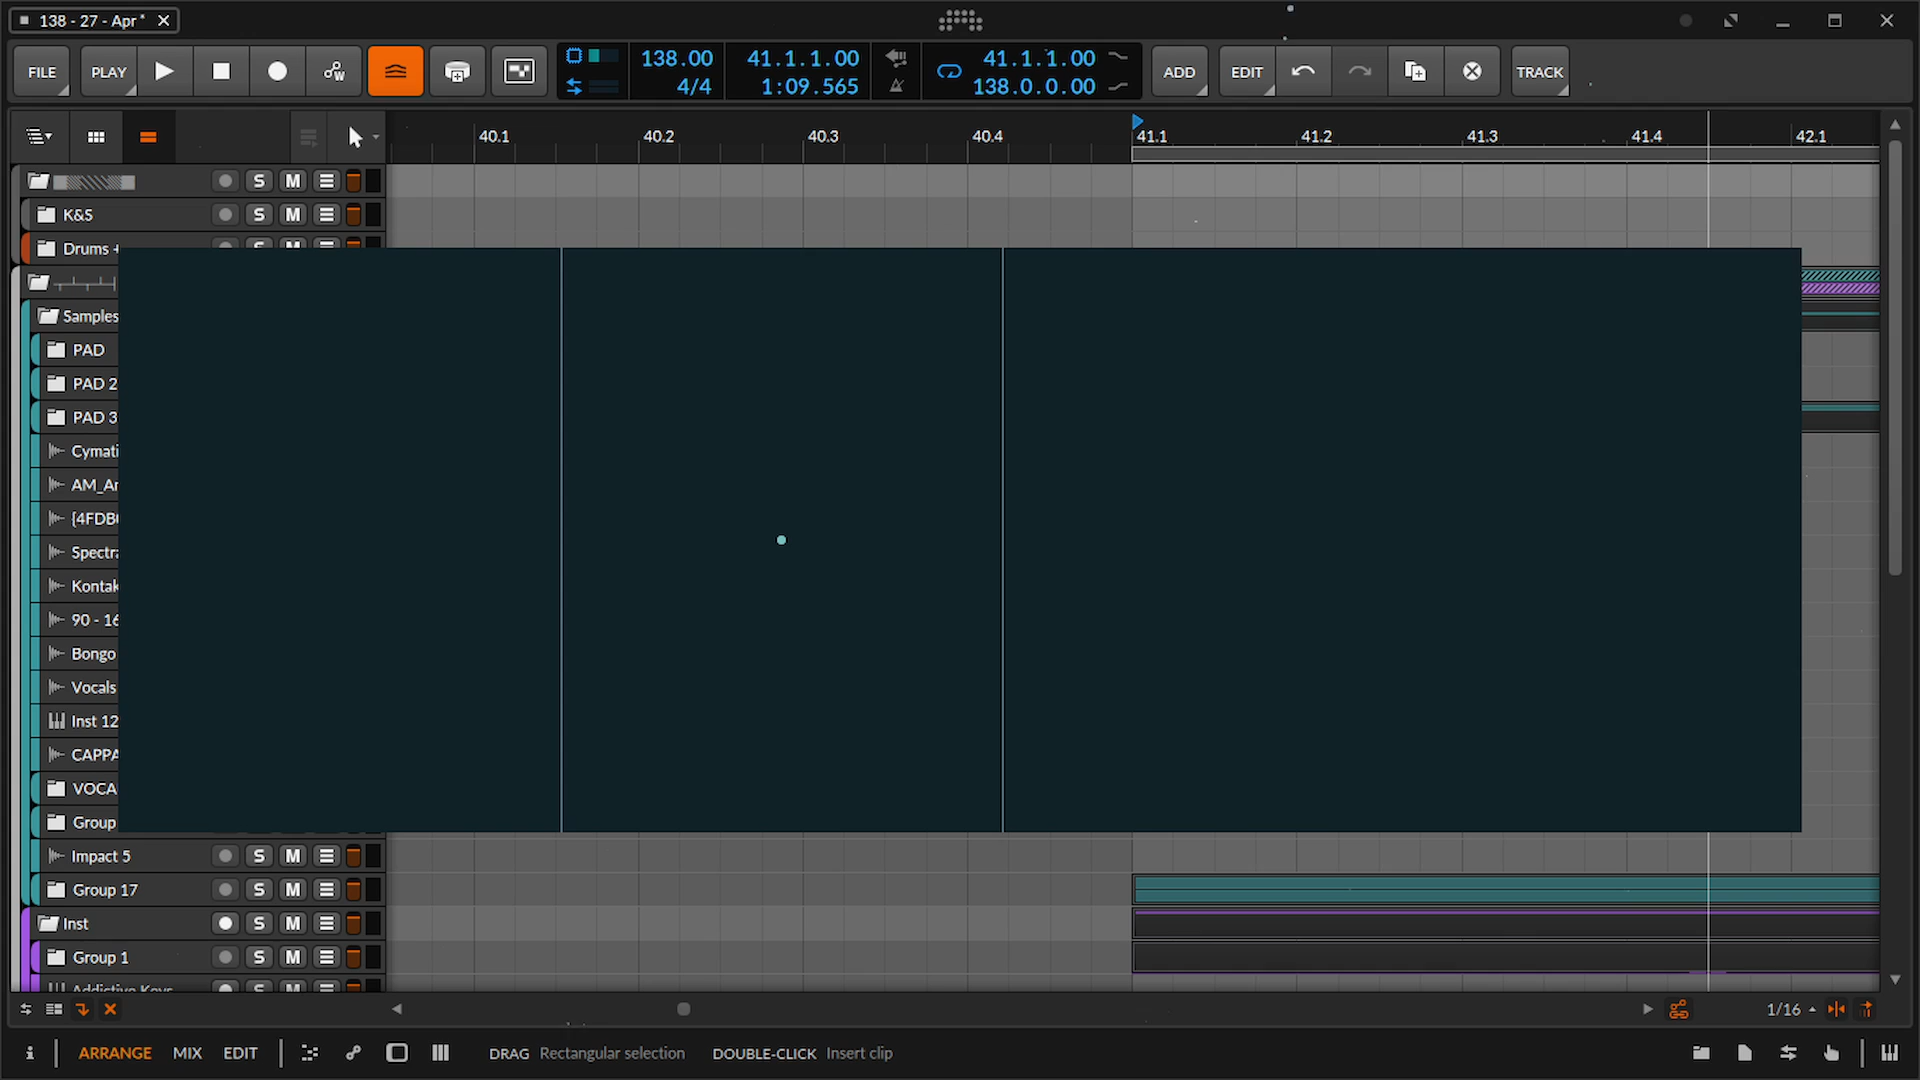 138 - 27 - Apr*
FILE
PLAY
138.00
4/4
41.1.1.00
1:09.565
41.1.1.00
138.0.0.00
ADD
EDIT
TRACK
40.1
40.2
40.3
40.4
41.1
41.2
41.3
41.4
42.1
S M
K&S S M
Drums + S M
Samples
PAD
PAD 2
PAD 3
Cymati
AM_Ar
{4FDB
Spectra
Kontak
90 - 16
Bongo
Vocals
Inst 12
CAPPA
VOCA
Group
Impact 5 S M
Group 17 S M
Inst S M
Group 1 S M
Addictive Keys S M
1/16
ARRANGE
MIX
EDIT
DRAG Rectangular selection
DOUBLE-CLICK Insert clip